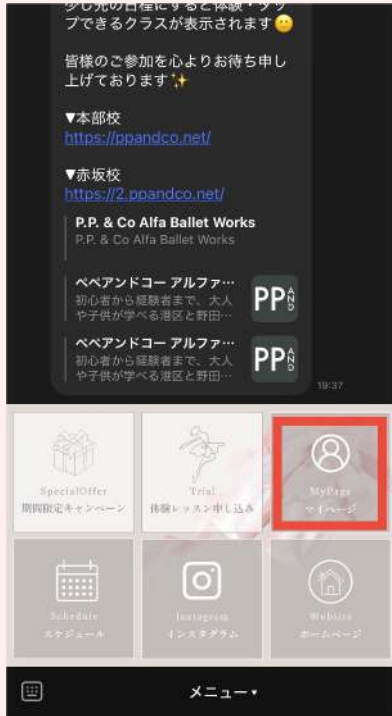 少し先の日程にすると体験・タッ
プできるクラスが表示されます
皆様のご参加を心よりお待ち申し
上げております✨
▼本部校
https://ppandco.net/
▼赤坂校
https://2.ppandco.net/
P.P. & Co Alfa Ballet Works
P.P. & Co Alfa Ballet Works
ペペアンドコー アルファ…
初心者から経験者まで、大人
や子供が学べる港区と野田…
PP AND
ペペアンドコー アルファ…
初心者から経験者まで、大人
や子供が学べる港区と野田…
PP AND
19:37
SpecialOffer
期間限定キャンペーン
Trial
体験レッスン申し込み
MyPage
マイページ
Schedule
スケジュール
Instagram
インスタグラム
Website
ホームページ
メニュー▾